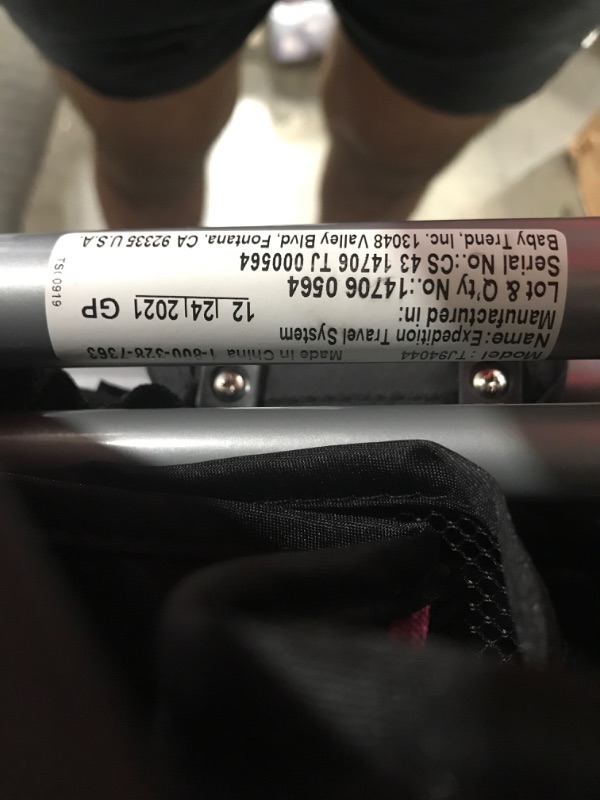 Model : TJ94044 Made in China 1-800-328-7363
Name: Expedition Travel System
Manufactured in: 12 | 24 | 2021 GP
Lot & Q'ty No.: 14706 0564
Serial No.:CS 43 14706 TJ 000564
Baby Trend, Inc. 13048 Valley Blvd, Fontana, CA 92335 U.S.A.
TSI 0919